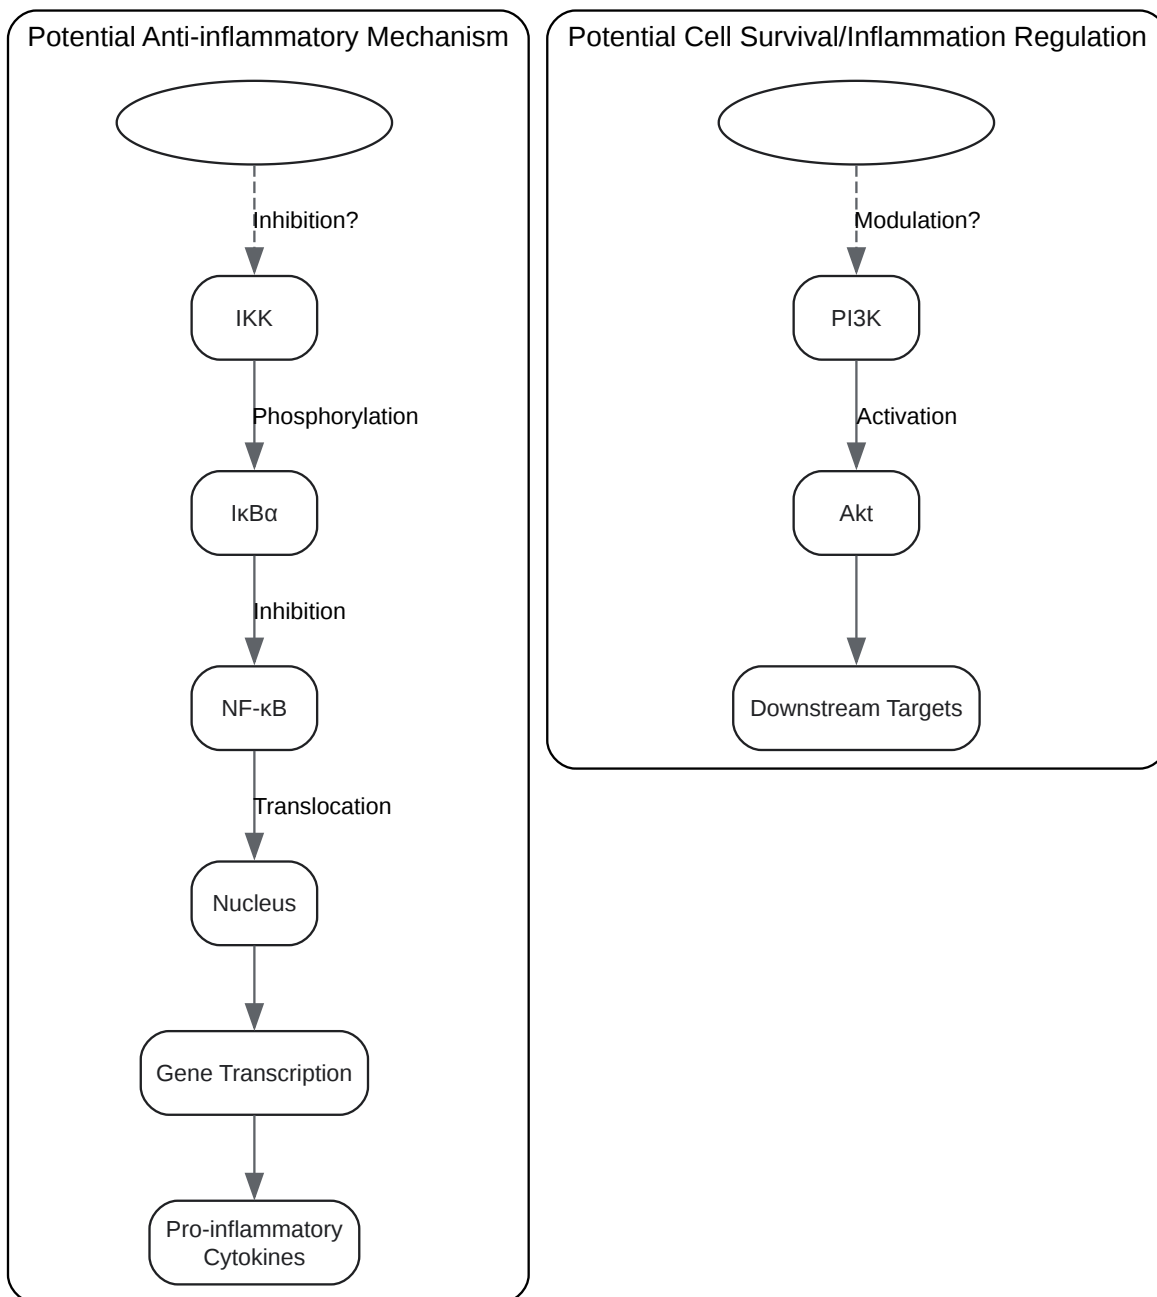 Potential Anti-inflammatory Mechanism
Inhibition?
IKK
Phosphorylation
IκBα
Inhibition
NF-κB
Translocation
Nucleus
Gene Transcription
Pro-inflammatory
Cytokines
Potential Cell Survival/Inflammation Regulation
Modulation?
PI3K
Activation
Akt
Downstream Targets